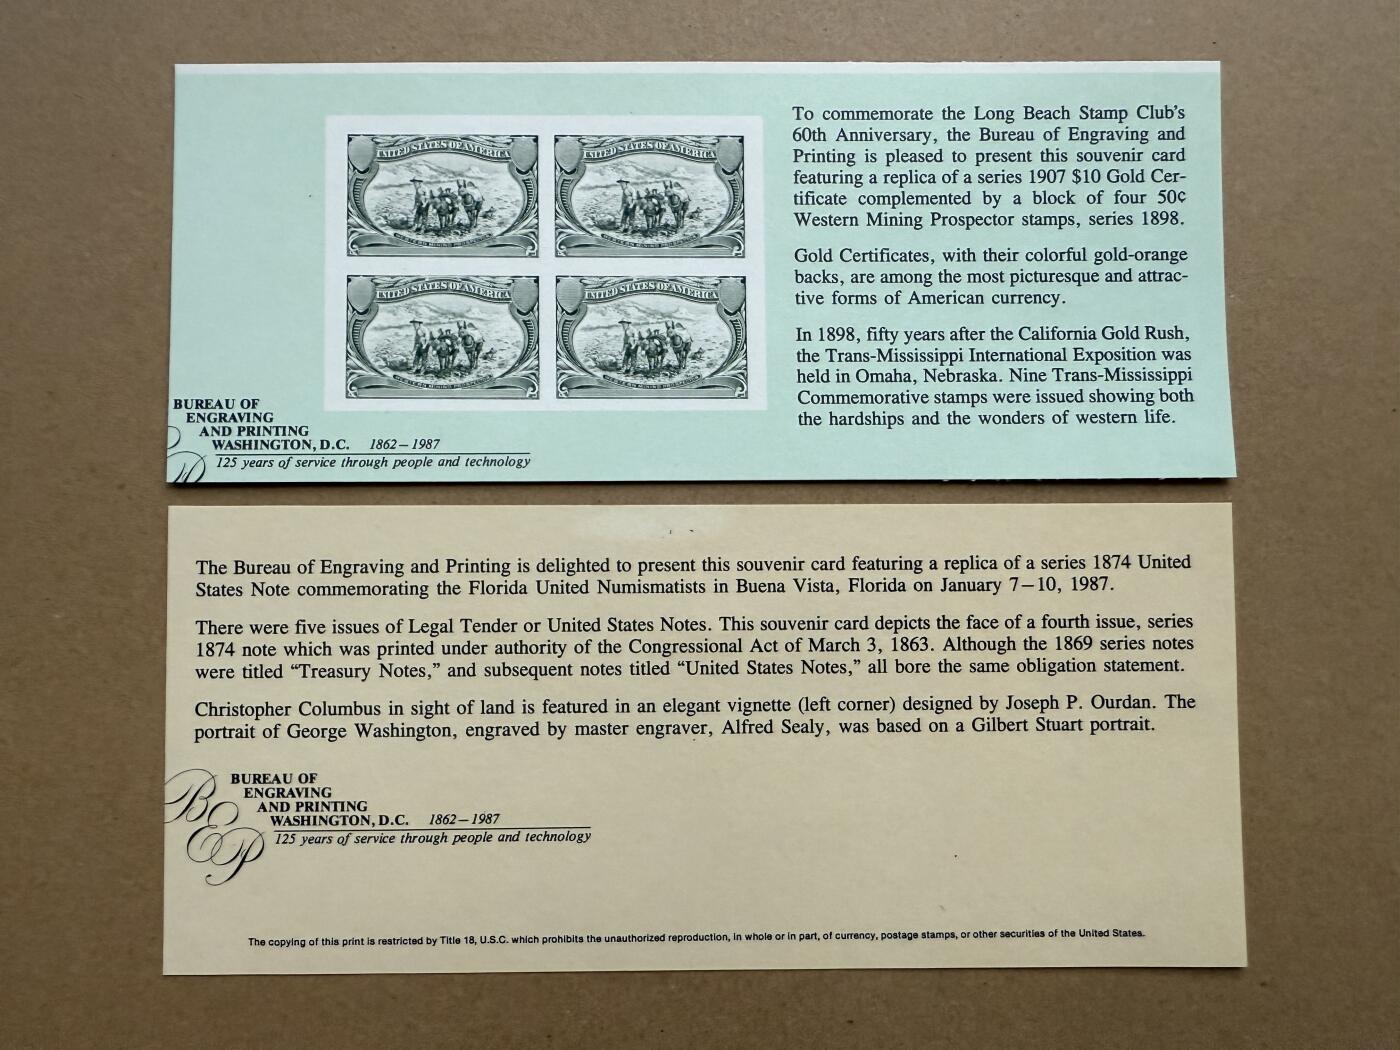 UNITED STATES OF AMERICA
UNITED STATES OF AMERICA
WESTERN MINING PROSPECTOR
WESTERN MINING PROSPECTOR
UNITED STATES OF AMERICA
UNITED STATES OF AMERICA
WESTERN MINING PROSPECTOR
WESTERN MINING PROSPECTOR
To commemorate the Long Beach Stamp Club's
60th Anniversary, the Bureau of Engraving and
Printing is pleased to present this souvenir card
featuring a replica of a series 1907 $10 Gold Cer-
tificate complemented by a block of four 50¢
Western Mining Prospector stamps, series 1898.
Gold Certificates, with their colorful gold-orange
backs, are among the most picturesque and attrac-
tive forms of American currency.
In 1898, fifty years after the California Gold Rush,
the Trans-Mississippi International Exposition was
held in Omaha, Nebraska. Nine Trans-Mississippi
Commemorative stamps were issued showing both
the hardships and the wonders of western life.
BUREAU OF
ENGRAVING
AND PRINTING
WASHINGTON, D.C. 1862–1987
125 years of service through people and technology
The Bureau of Engraving and Printing is delighted to present this souvenir card featuring a replica of a series 1874 United
States Note commemorating the Florida United Numismatists in Buena Vista, Florida on January 7–10, 1987.
There were five issues of Legal Tender or United States Notes. This souvenir card depicts the face of a fourth issue, series
1874 note which was printed under authority of the Congressional Act of March 3, 1863. Although the 1869 series notes
were titled “Treasury Notes,” and subsequent notes titled “United States Notes,” all bore the same obligation statement.
Christopher Columbus in sight of land is featured in an elegant vignette (left corner) designed by Joseph P. Ourdan. The
portrait of George Washington, engraved by master engraver, Alfred Sealy, was based on a Gilbert Stuart portrait.
BEP
BUREAU OF
ENGRAVING
AND PRINTING
WASHINGTON, D.C. 1862–1987
125 years of service through people and technology
The copying of this print is restricted by Title 18, U.S.C. which prohibits the unauthorized reproduction, in whole or in part, of currency, postage stamps, or other securities of the United States.